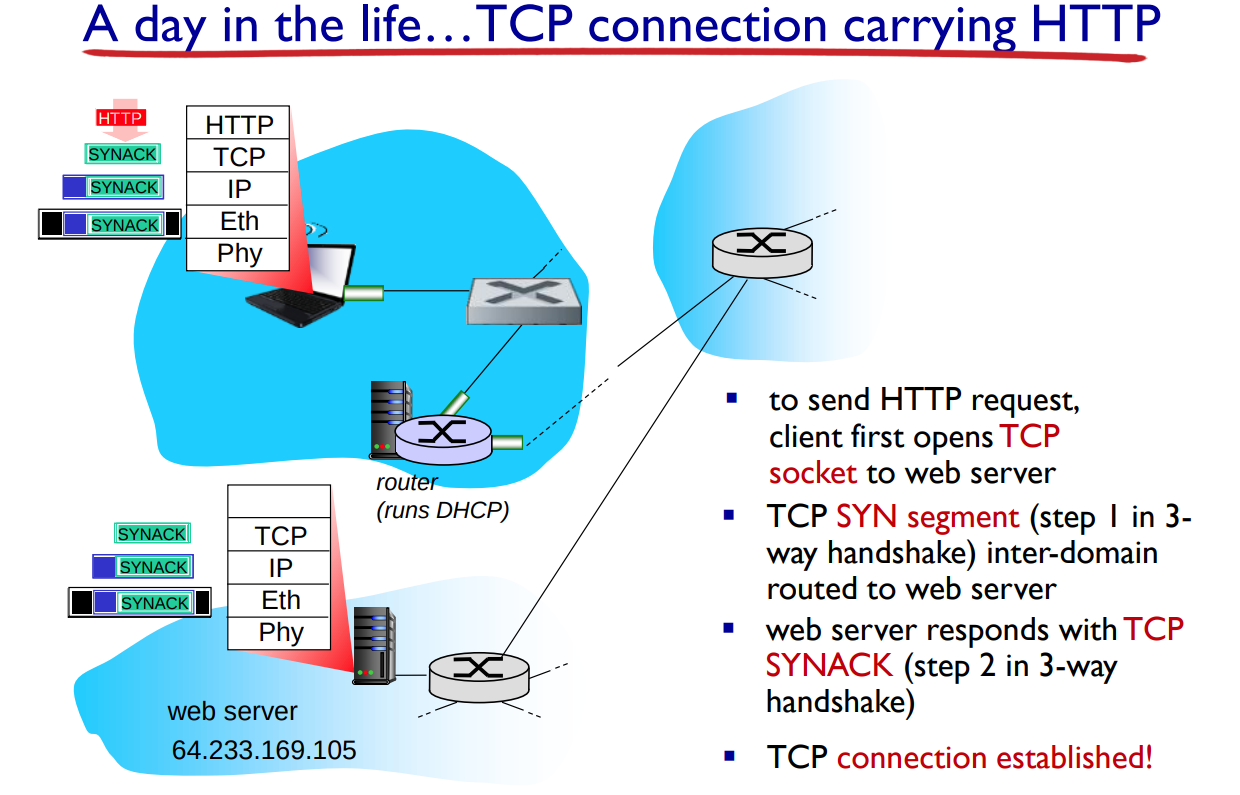 A day in the life…TCP connection carrying HTTP
HTTP
SYNACK
SYNACK
SYNACK
HTTP
TCP
IP
Eth
Phy
router
(runs DHCP)
SYNACK
SYNACK
SYNACK
TCP
IP
Eth
Phy
web server
64.233.169.105
▪ to send HTTP request,
client first opens TCP
socket to web server
▪ TCP SYN segment (step 1 in 3-
way handshake) inter-domain
routed to web server
▪ web server responds with TCP
SYNACK (step 2 in 3-way
handshake)
▪ TCP connection established!